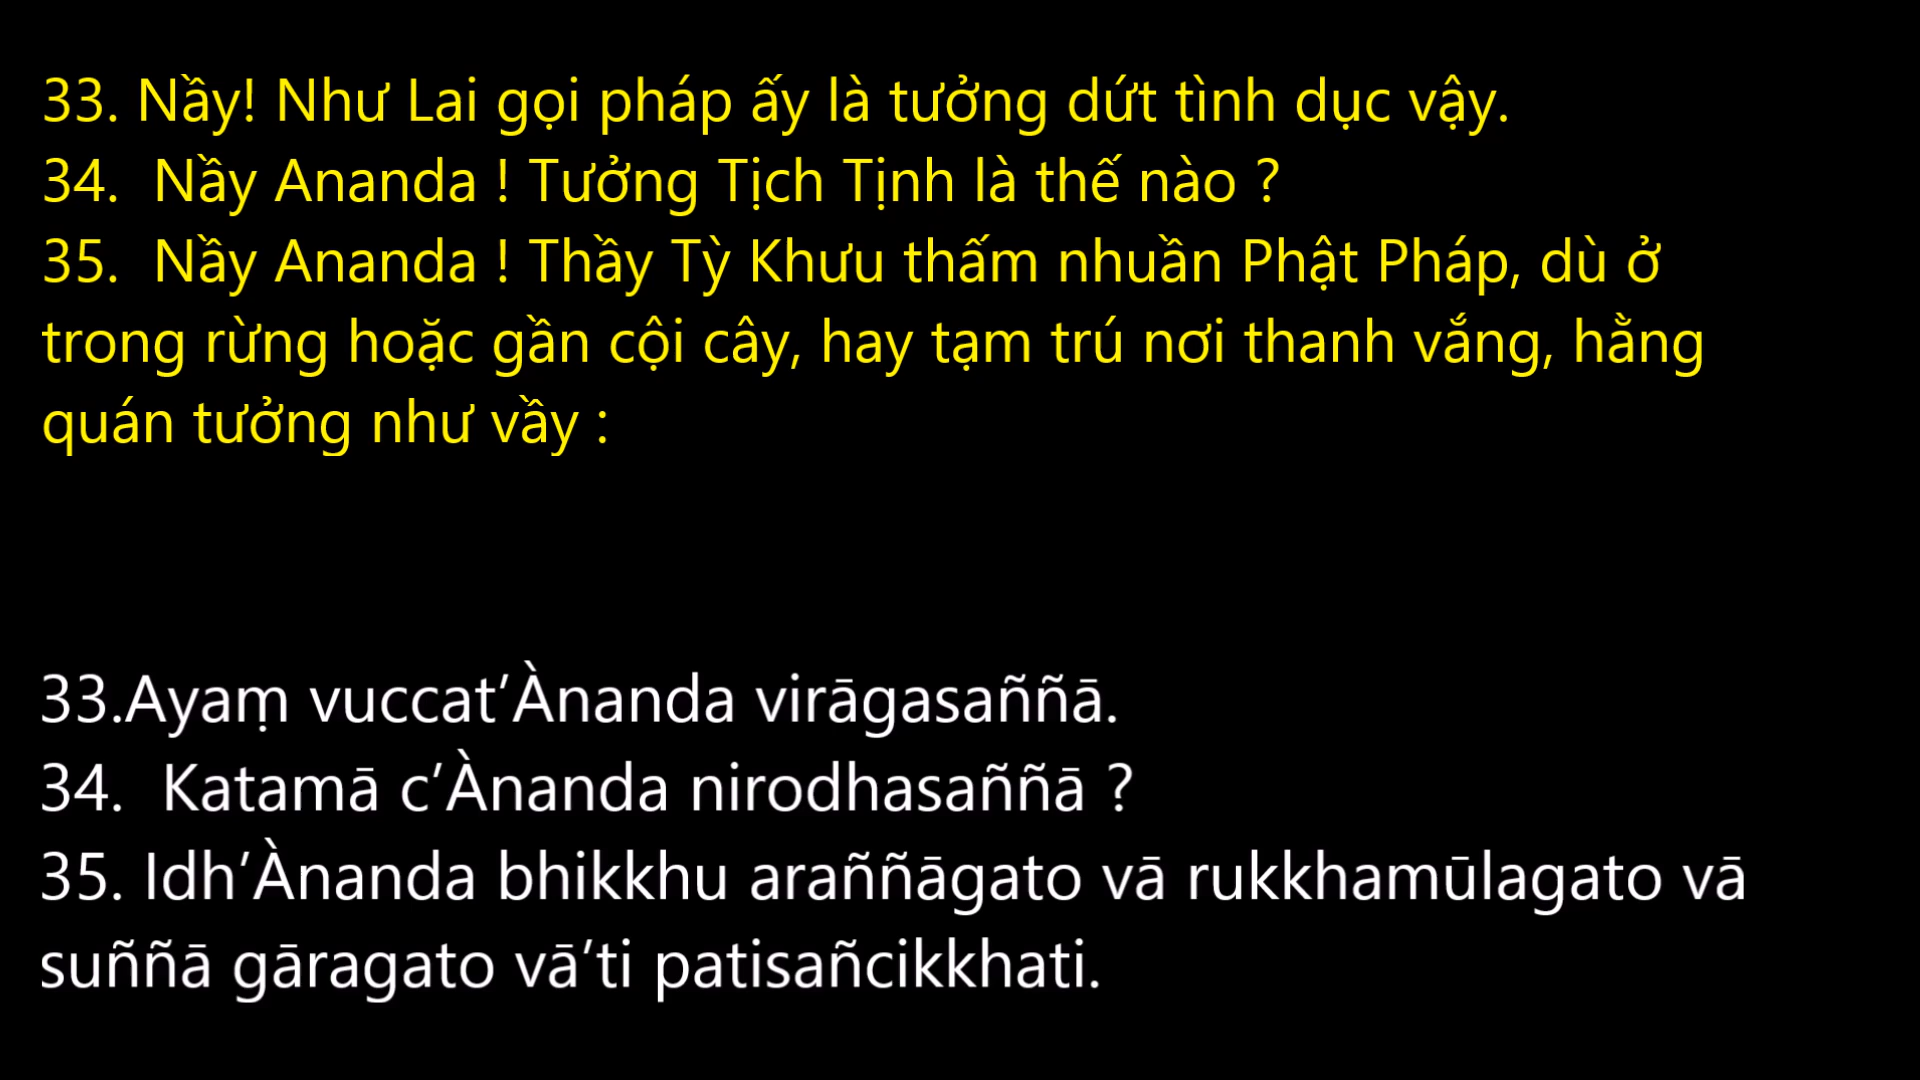 33. Nầy! Như Lai gọi pháp ấy là tưởng dứt tình dục vậy.
34.  Nầy Ananda ! Tưởng Tịch Tịnh là thế nào ?
35.  Nầy Ananda ! Thầy Tỳ Khưu thấm nhuần Phật Pháp, dù ở
trong rừng hoặc gần cội cây, hay tạm trú nơi thanh vắng, hằng
quán tưởng như vầy :
33.Ayaṃ vuccat’Ànanda virāgasaññā.
34.  Katamā c’Ànanda nirodhasaññā ?
35. Idh’Ànanda bhikkhu araññāgato vā rukkhamūlagato vā
suññā gāragato vā’ti patisañcikkhati.